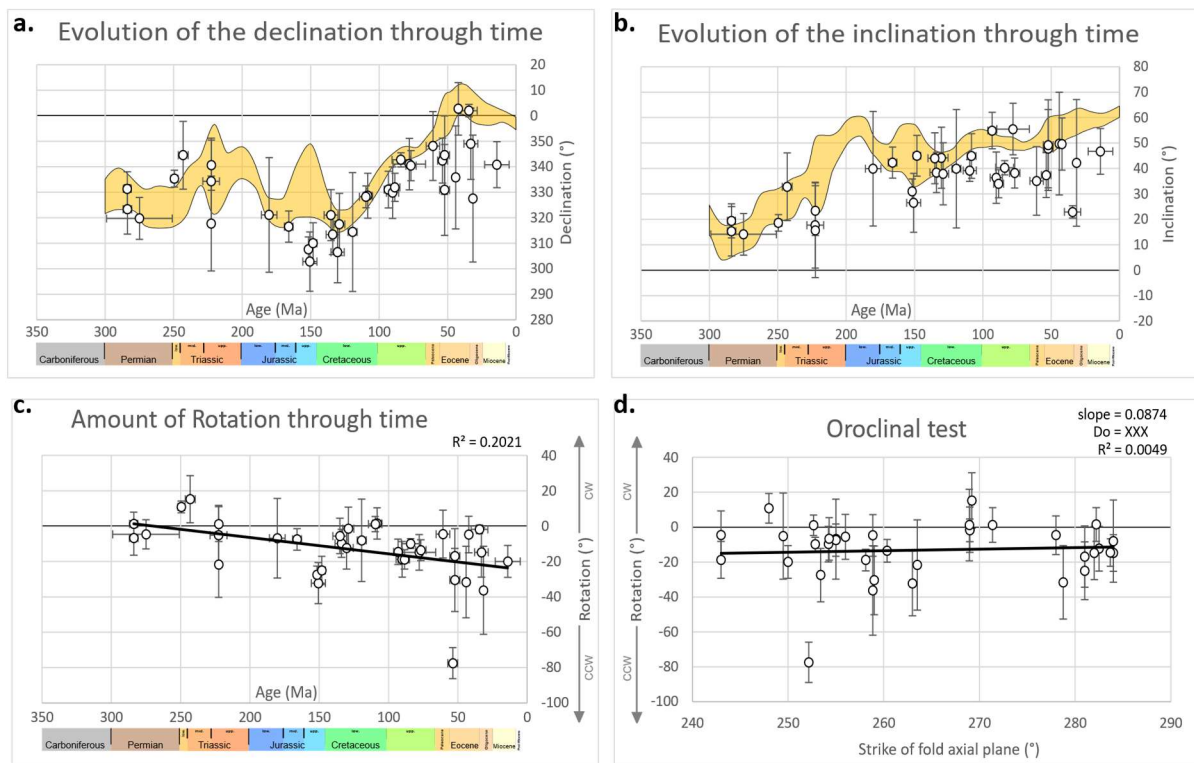 a.
Evolution of the declination through time
20
0
350
340
330
320
310
300
290
280
Declination (°)
Age (Ma)
350 300 250 200 150 100 50 0
Carboniferous Permian Triassic Jurassic Cretaceous Eocene Miocene
b.
Evolution of the inclination through time
80
70
60
50
40
30
20
10
0
-10
-20
Inclination (°)
Age (Ma)
350 300 250 200 150 100 50 0
Carboniferous Permian Triassic Jurassic Cretaceous Eocene Miocene
c.
Amount of Rotation through time
R² = 0.2021
40
20
0
-20
-40
-60
-80
-100
CW
Rotation (°)
CCW
Age (Ma)
350 300 250 200 150 100 50 0
Carboniferous Permian Triassic Jurassic Cretaceous Eocene Miocene
d.
Oroclinal test
slope = 0.0874
Do = XXX
R² = 0.0049
CW
Rotation (°)
CCW
40
20
0
-20
-40
-60
-80
-100
240 250 260 270 280 290
Strike of fold axial plane (°)